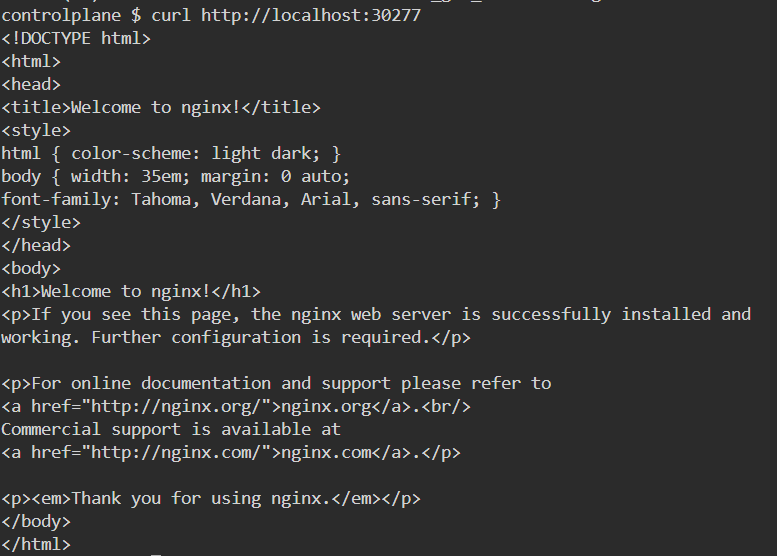 controlplane $ curl http://localhost:30277
<!DOCTYPE html>
<html>
<head>
<title>Welcome to nginx!</title>
<style>
html { color-scheme: light dark; }
body { width: 35em; margin: 0 auto;
font-family: Tahoma, Verdana, Arial, sans-serif; }
</style>
</head>
<body>
<h1>Welcome to nginx!</h1>
<p>If you see this page, the nginx web server is successfully installed and
working. Further configuration is required.</p>

<p>For online documentation and support please refer to
<a href="http://nginx.org/">nginx.org</a>.<br/>
Commercial support is available at
<a href="http://nginx.com/">nginx.com</a>.</p>

<p><em>Thank you for using nginx.</em></p>
</body>
</html>